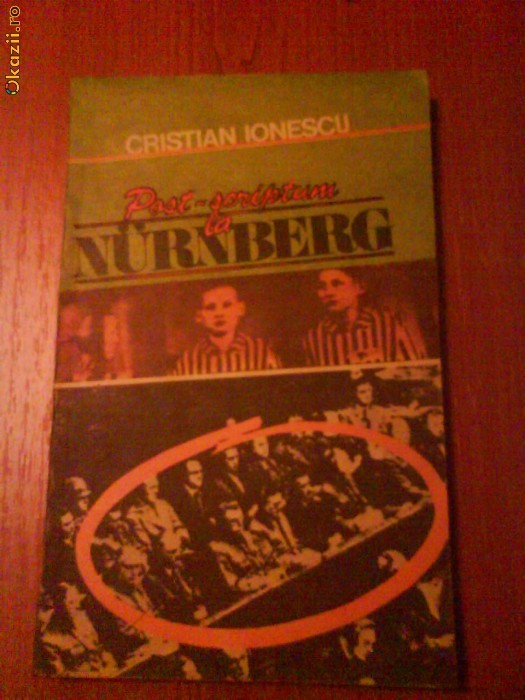 Okazii.ro
CRISTIAN IONESCU
Post-scriptum
la
NÜRNBERG